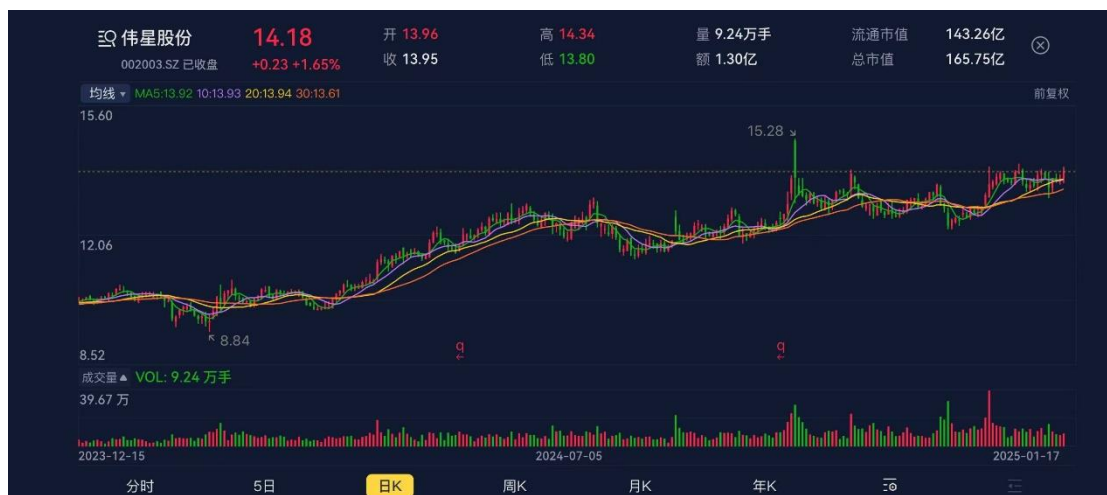 伟星股份 14.18 开 13.96 高 14.34 量 9.24万手 流通市值 143.26亿
002003.SZ 已收盘 +0.23 +1.65% 收 13.95 低 13.80 额 1.30亿 总市值 165.75亿
均线 MA5:13.92 10:13.93 20:13.94 30:13.61 前复权
15.60
15.28
12.06
8.84
q q
8.52
成交量 VOL: 9.24 万手
39.67 万
2023-12-15 2024-07-05 2025-01-17
分时 5日 日K 周K 月K 年K